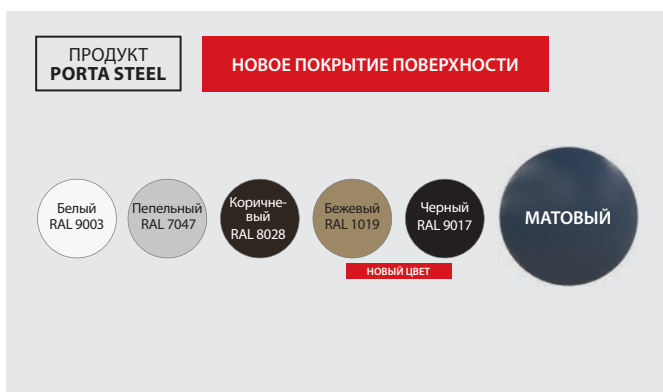 ПРОДУКТ
PORTA STEEL
НОВОЕ ПОКРЫТИЕ ПОВЕРХНОСТИ
Белый
RAL 9003
Пепельный
RAL 7047
Коричне-
вый
RAL 8028
Бежевый
RAL 1019
Черный
RAL 9017
МАТОВЫЙ
НОВЫЙ ЦВЕТ